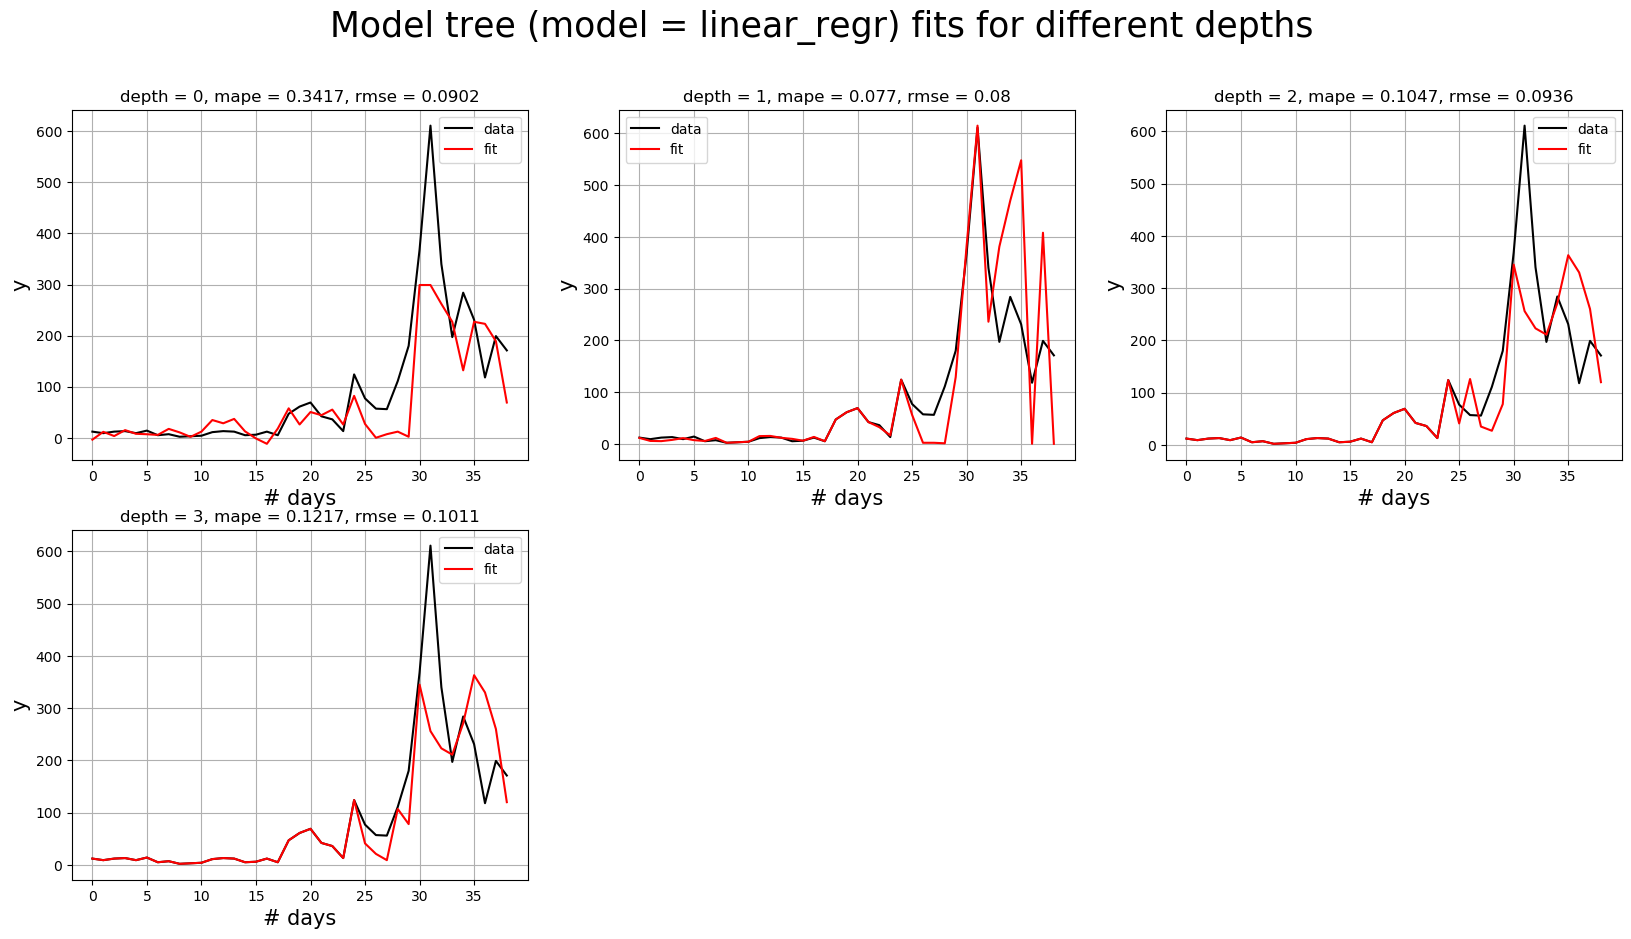 Model tree (model = linear_regr) fits for different depths
depth = 0, mape = 0.3417, rmse = 0.0902
data
fit
600
500
400
300
200
100
0
y
0 5 10 15 20 25 30 35
# days
depth = 1, mape = 0.077, rmse = 0.08
data
fit
600
500
400
300
200
100
0
y
0 5 10 15 20 25 30 35
# days
depth = 2, mape = 0.1047, rmse = 0.0936
data
fit
600
500
400
300
200
100
0
y
0 5 10 15 20 25 30 35
# days
depth = 3, mape = 0.1217, rmse = 0.1011
data
fit
600
500
400
300
200
100
0
y
0 5 10 15 20 25 30 35
# days